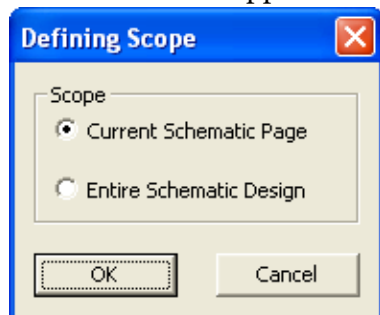 Defining Scope
Scope
Current Schematic Page
Entire Schematic Design
OK Cancel